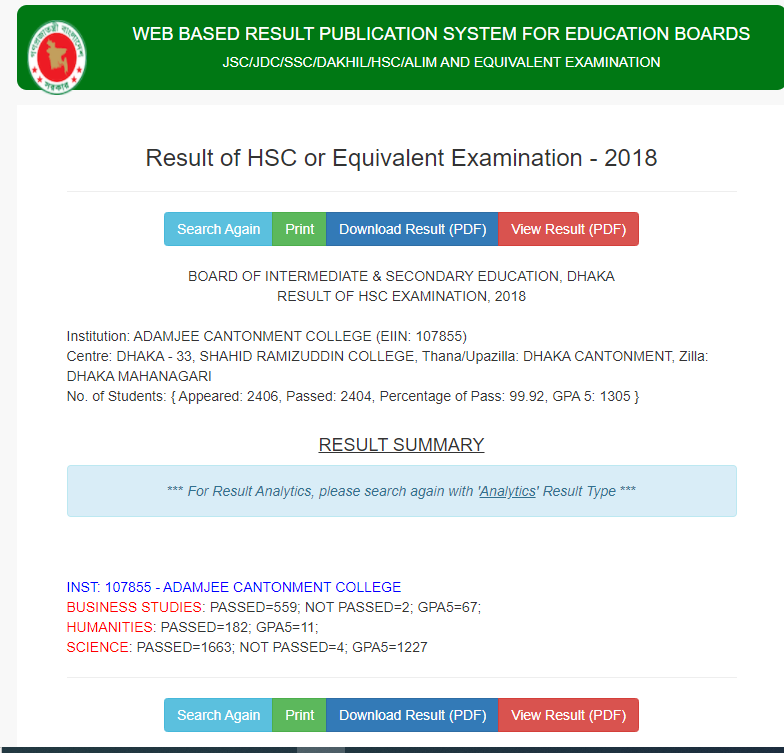 WEB BASED RESULT PUBLICATION SYSTEM FOR EDUCATION BOARDS
JSC/JDC/SSC/DAKHIL/HSC/ALIM AND EQUIVALENT EXAMINATION
গণপ্রজাতন্ত্রী বাংলাদেশ
সরকার
Result of HSC or Equivalent Examination - 2018
Search Again Print Download Result (PDF) View Result (PDF)
BOARD OF INTERMEDIATE & SECONDARY EDUCATION, DHAKA
RESULT OF HSC EXAMINATION, 2018
Institution: ADAMJEE CANTONMENT COLLEGE (EIIN: 107855)
Centre: DHAKA - 33, SHAHID RAMIZUDDIN COLLEGE, Thana/Upazilla: DHAKA CANTONMENT, Zilla:
DHAKA MAHANAGARI
No. of Students: { Appeared: 2406, Passed: 2404, Percentage of Pass: 99.92, GPA 5: 1305 }
RESULT SUMMARY
*** For Result Analytics, please search again with 'Analytics' Result Type ***
INST: 107855 - ADAMJEE CANTONMENT COLLEGE
BUSINESS STUDIES: PASSED=559; NOT PASSED=2; GPA5=67;
HUMANITIES: PASSED=182; GPA5=11;
SCIENCE: PASSED=1663; NOT PASSED=4; GPA5=1227
Search Again Print Download Result (PDF) View Result (PDF)